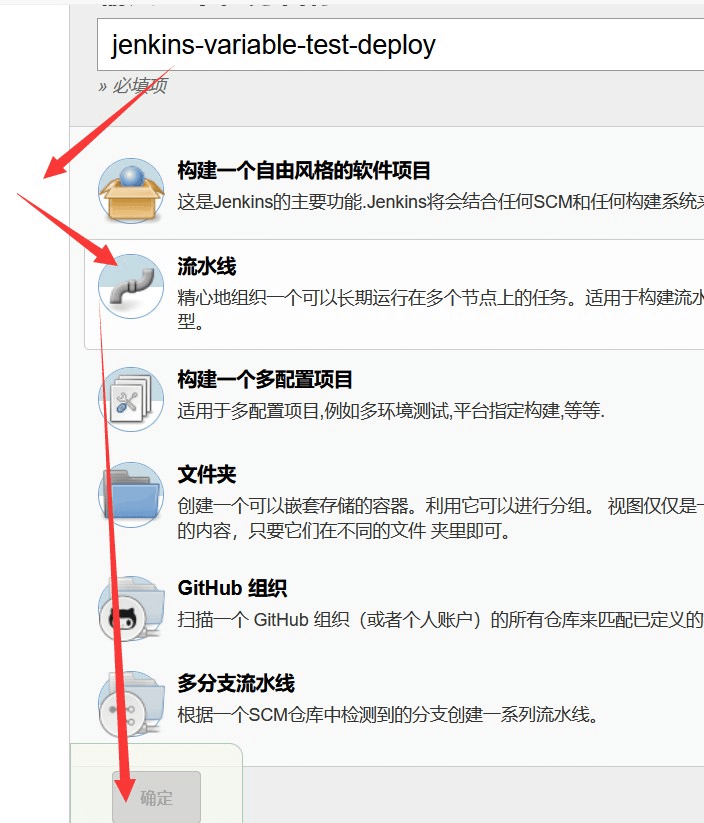 jenkins-variable-test-deploy
» 必填项
构建一个自由风格的软件项目
这是Jenkins的主要功能.Jenkins将会结合任何SCM和任何构建系统来
流水线
精心地组织一个可以长期运行在多个节点上的任务。适用于构建流水
型。
构建一个多配置项目
适用于多配置项目,例如多环境测试,平台指定构建,等等.
文件夹
创建一个可以嵌套存储的容器。利用它可以进行分组。 视图仅仅是一
的内容，只要它们在不同的文件 夹里即可。
GitHub 组织
扫描一个 GitHub 组织（或者个人账户）的所有仓库来匹配已定义的
多分支流水线
根据一个SCM仓库中检测到的分支创建一系列流水线。
确定